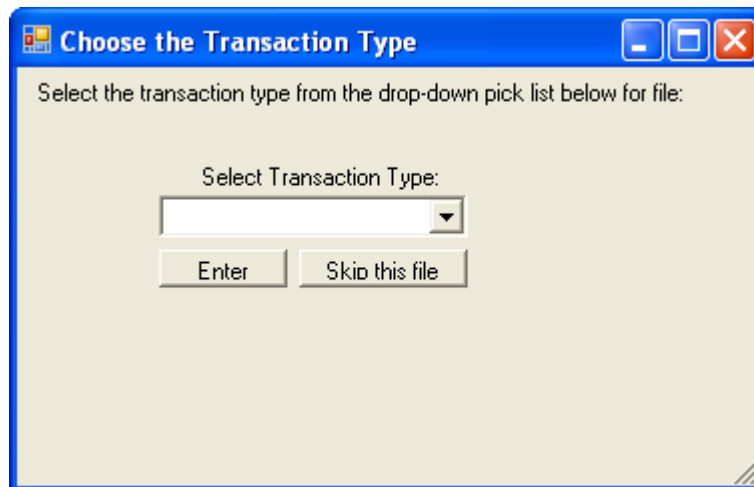 Choose the Transaction Type
Select the transaction type from the drop-down pick list below for file:
Select Transaction Type:
Enter
Skip this file